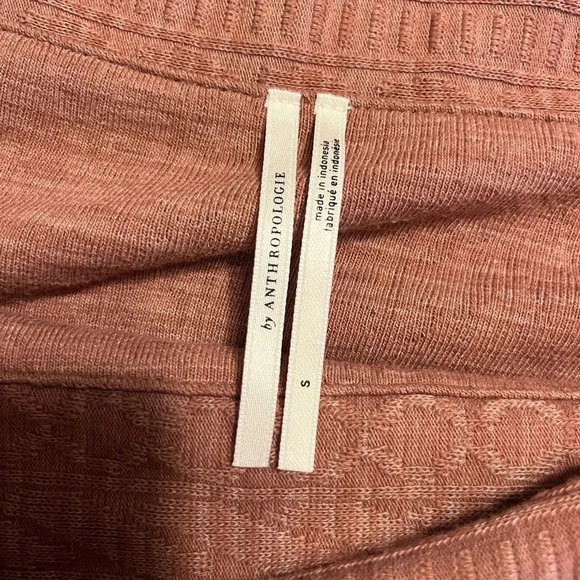 by ANTHROPOLOGIE
made in indonesia
fabriqué en indonésie
S